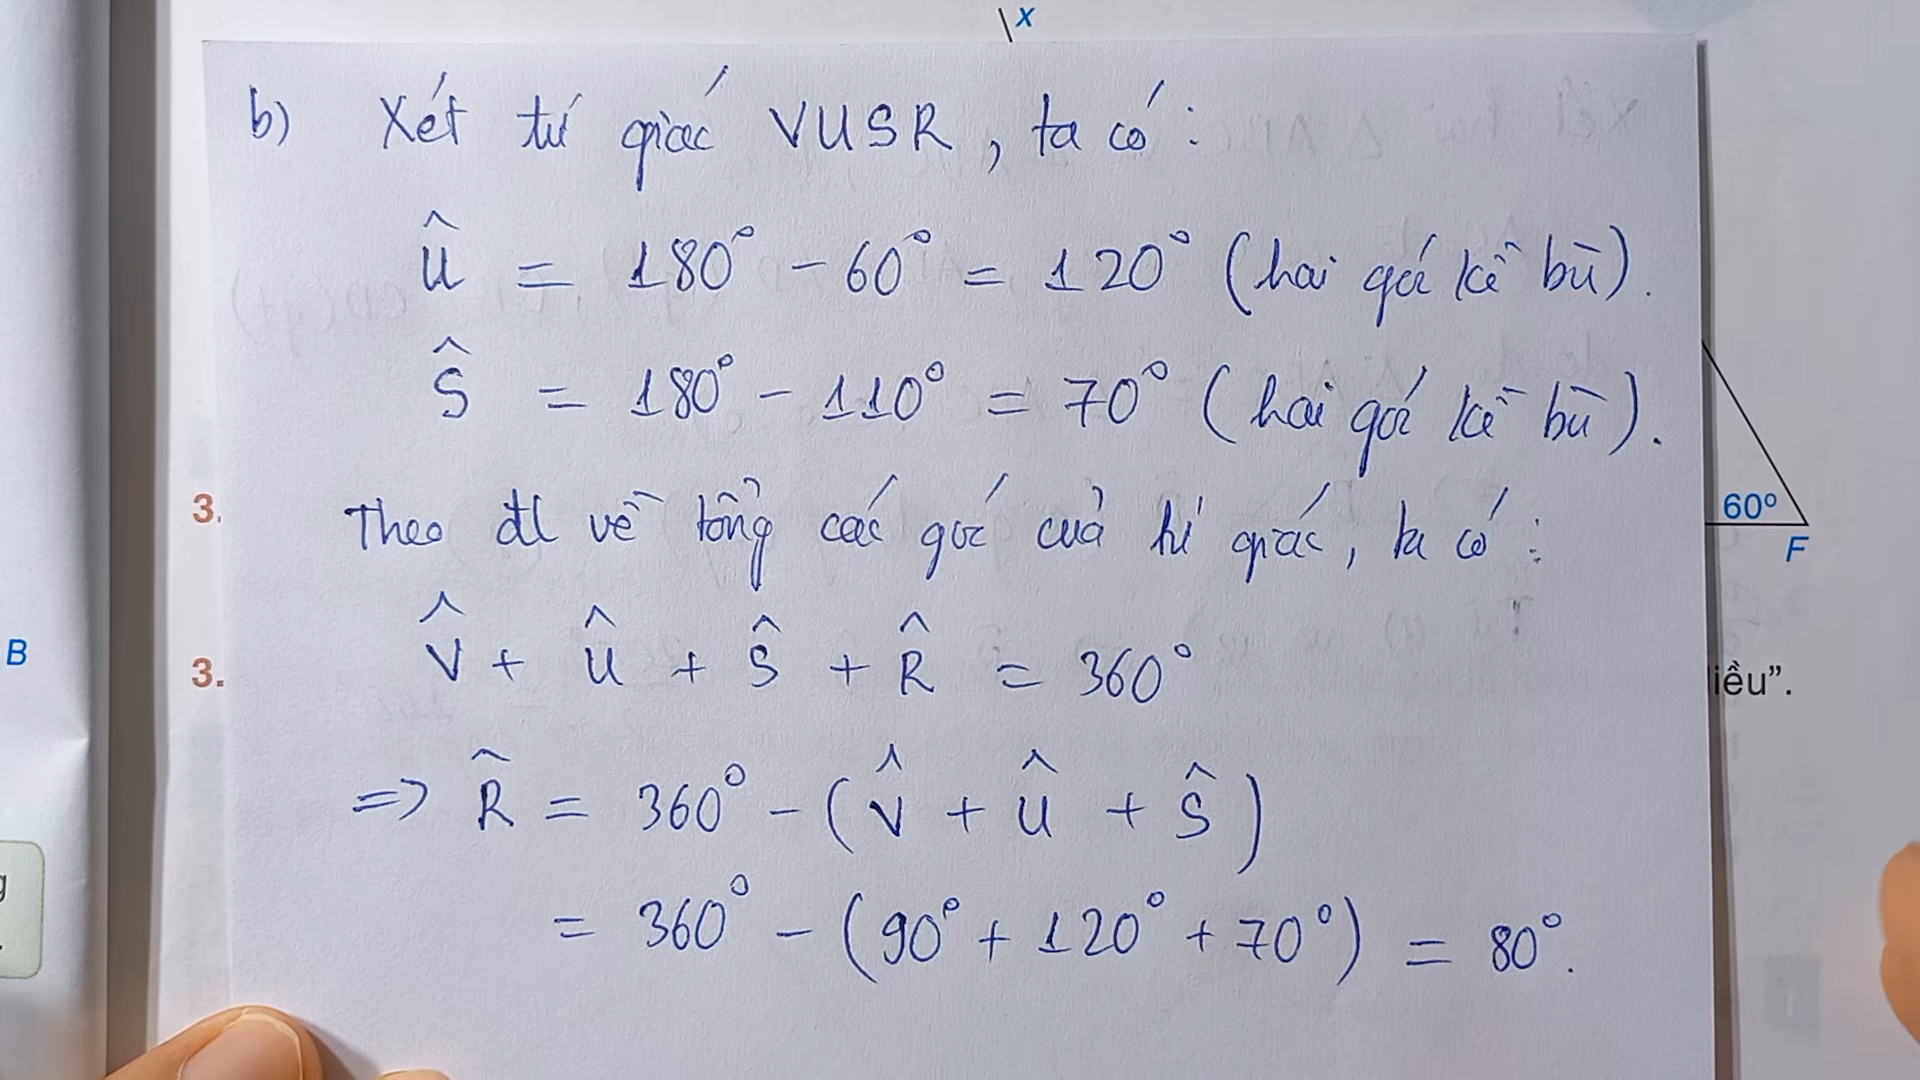 x
b) Xét tứ giác VUSR, ta có:
Û = 180° - 60° = 120° (hai góc kề bù).
Ŝ = 180° - 110° = 70° (hai góc kề bù).
3.
Theo đl về tổng các góc của tứ giác, ta có:
60°
F
V̂ + Û + Ŝ + R̂ = 360°
B
3.
iều”.
=> R̂ = 360° - (V̂ + Û + Ŝ)
= 360° - (90° + 120° + 70°) = 80°.